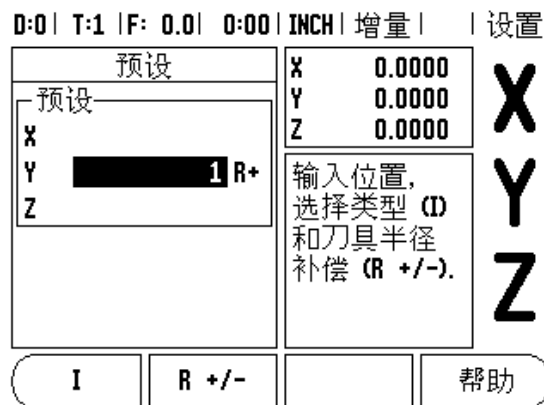 D:0| T:1 |F: 0.0| 0:00| INCH| 增量| |设置
预设
预设
X
Y 1 R+
Z
X 0.0000
Y 0.0000
Z 0.0000
输入位置,
选择类型 (I)
和刀具半径
补偿 (R +/-).
X
Y
Z
I
R +/-
帮助